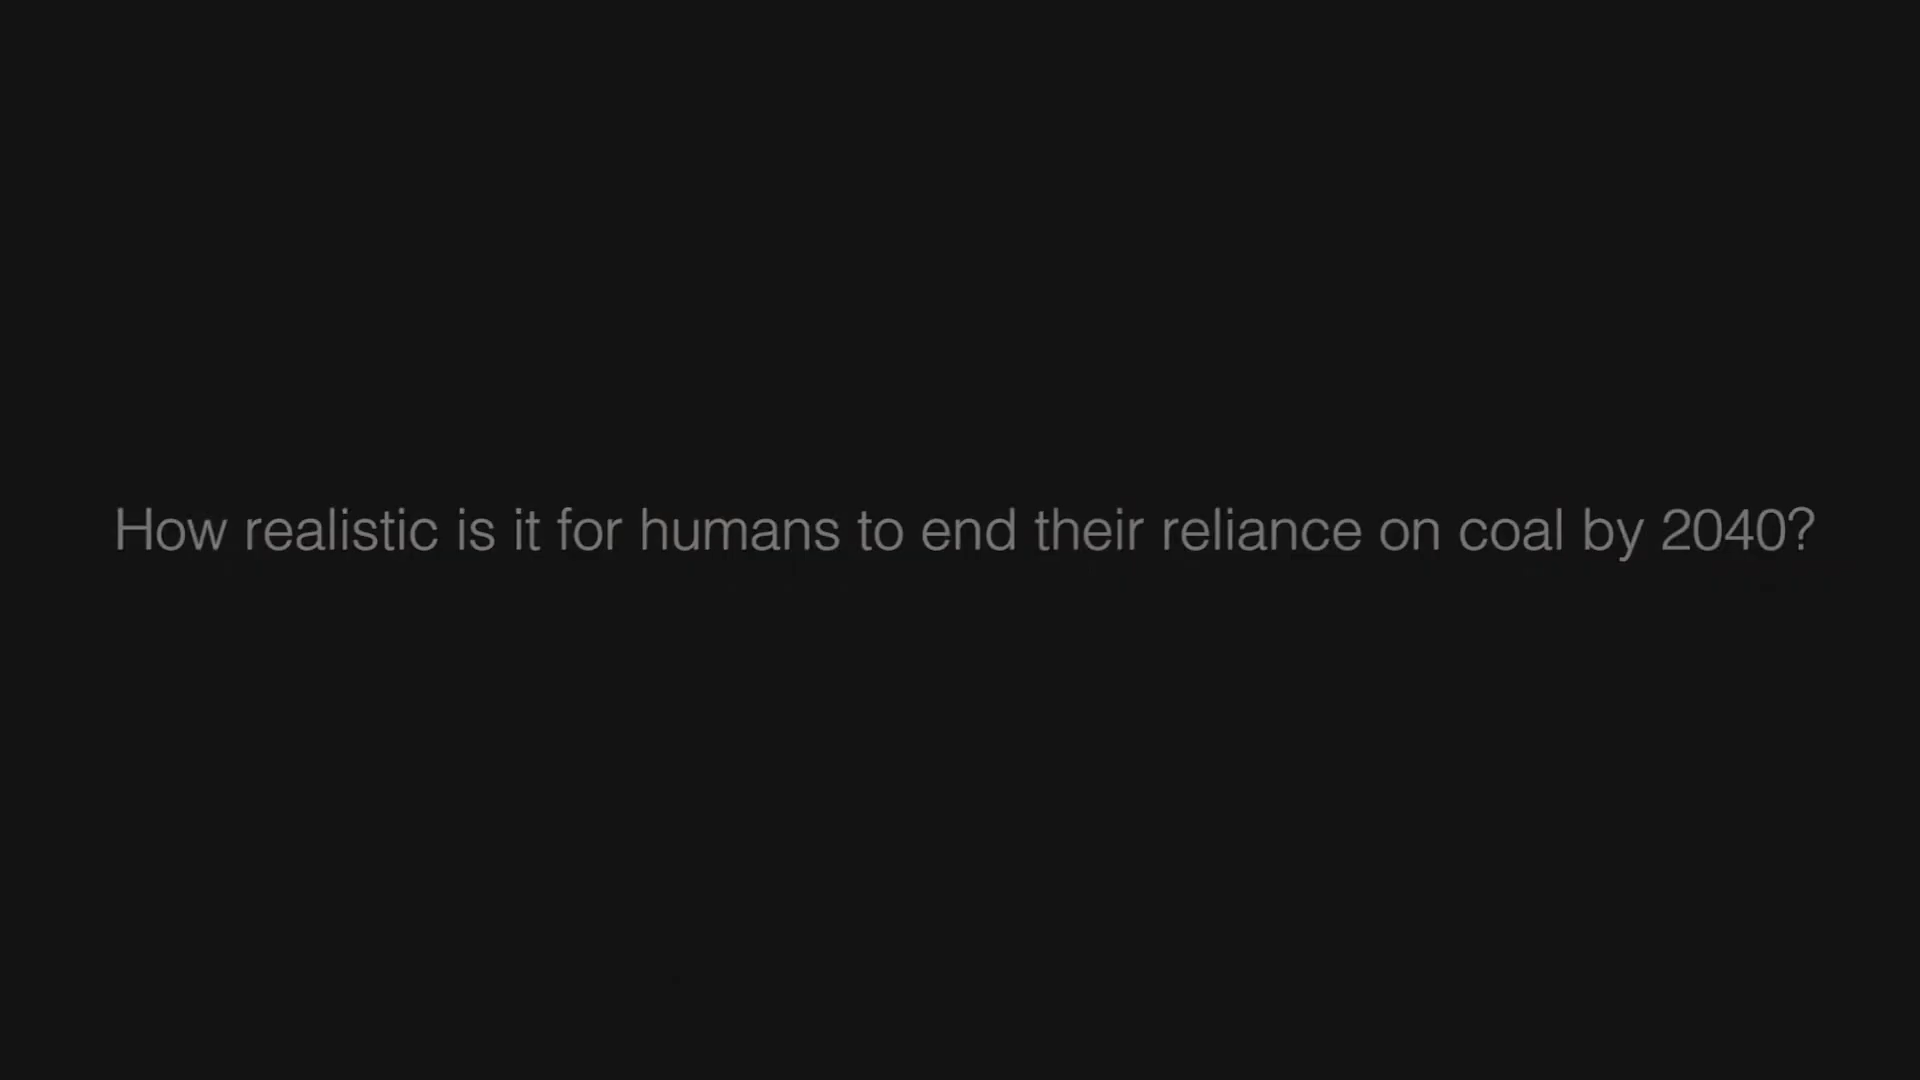 How realistic is it for humans to end their reliance on coal by 2040?